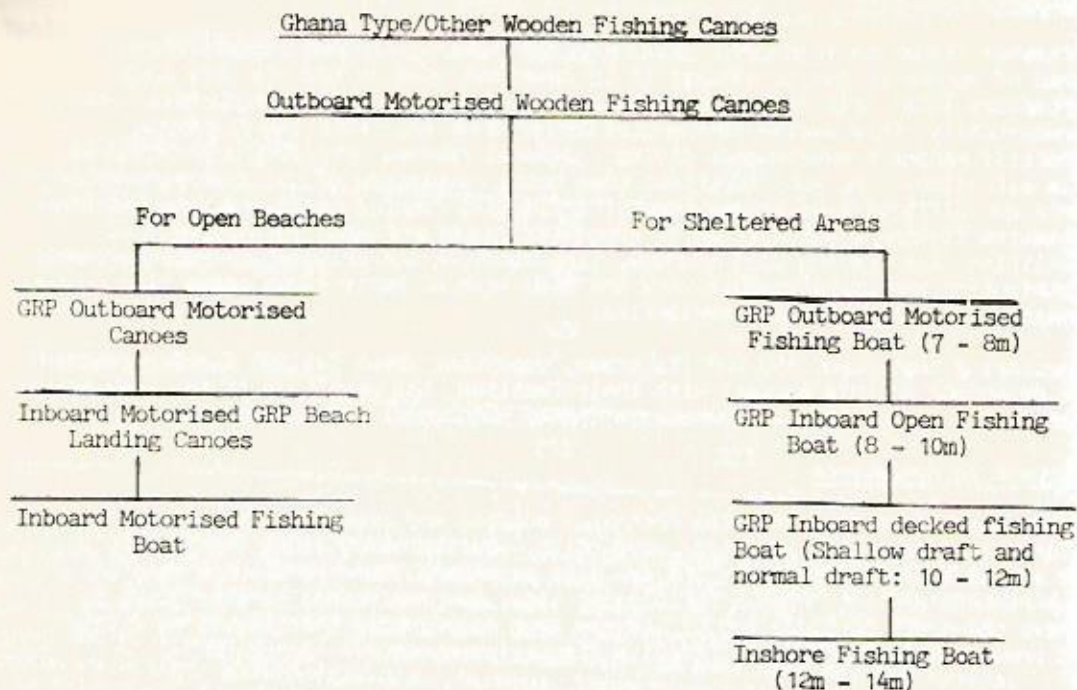 Ghana Type/Other Wooden Fishing Canoes
Outboard Motorised Wooden Fishing Canoes
For Open Beaches
For Sheltered Areas
GRP Outboard Motorised
Canoes
Inboard Motorised GRP Beach
Landing Canoes
Inboard Motorised Fishing
Boat
GRP Outboard Motorised
Fishing Boat (7 - 8m)
GRP Inboard Open Fishing
Boat (8 - 10m)
GRP Inboard decked fishing
Boat (Shallow draft and
normal draft: 10 - 12m)
Inshore Fishing Boat
(12m - 14m)